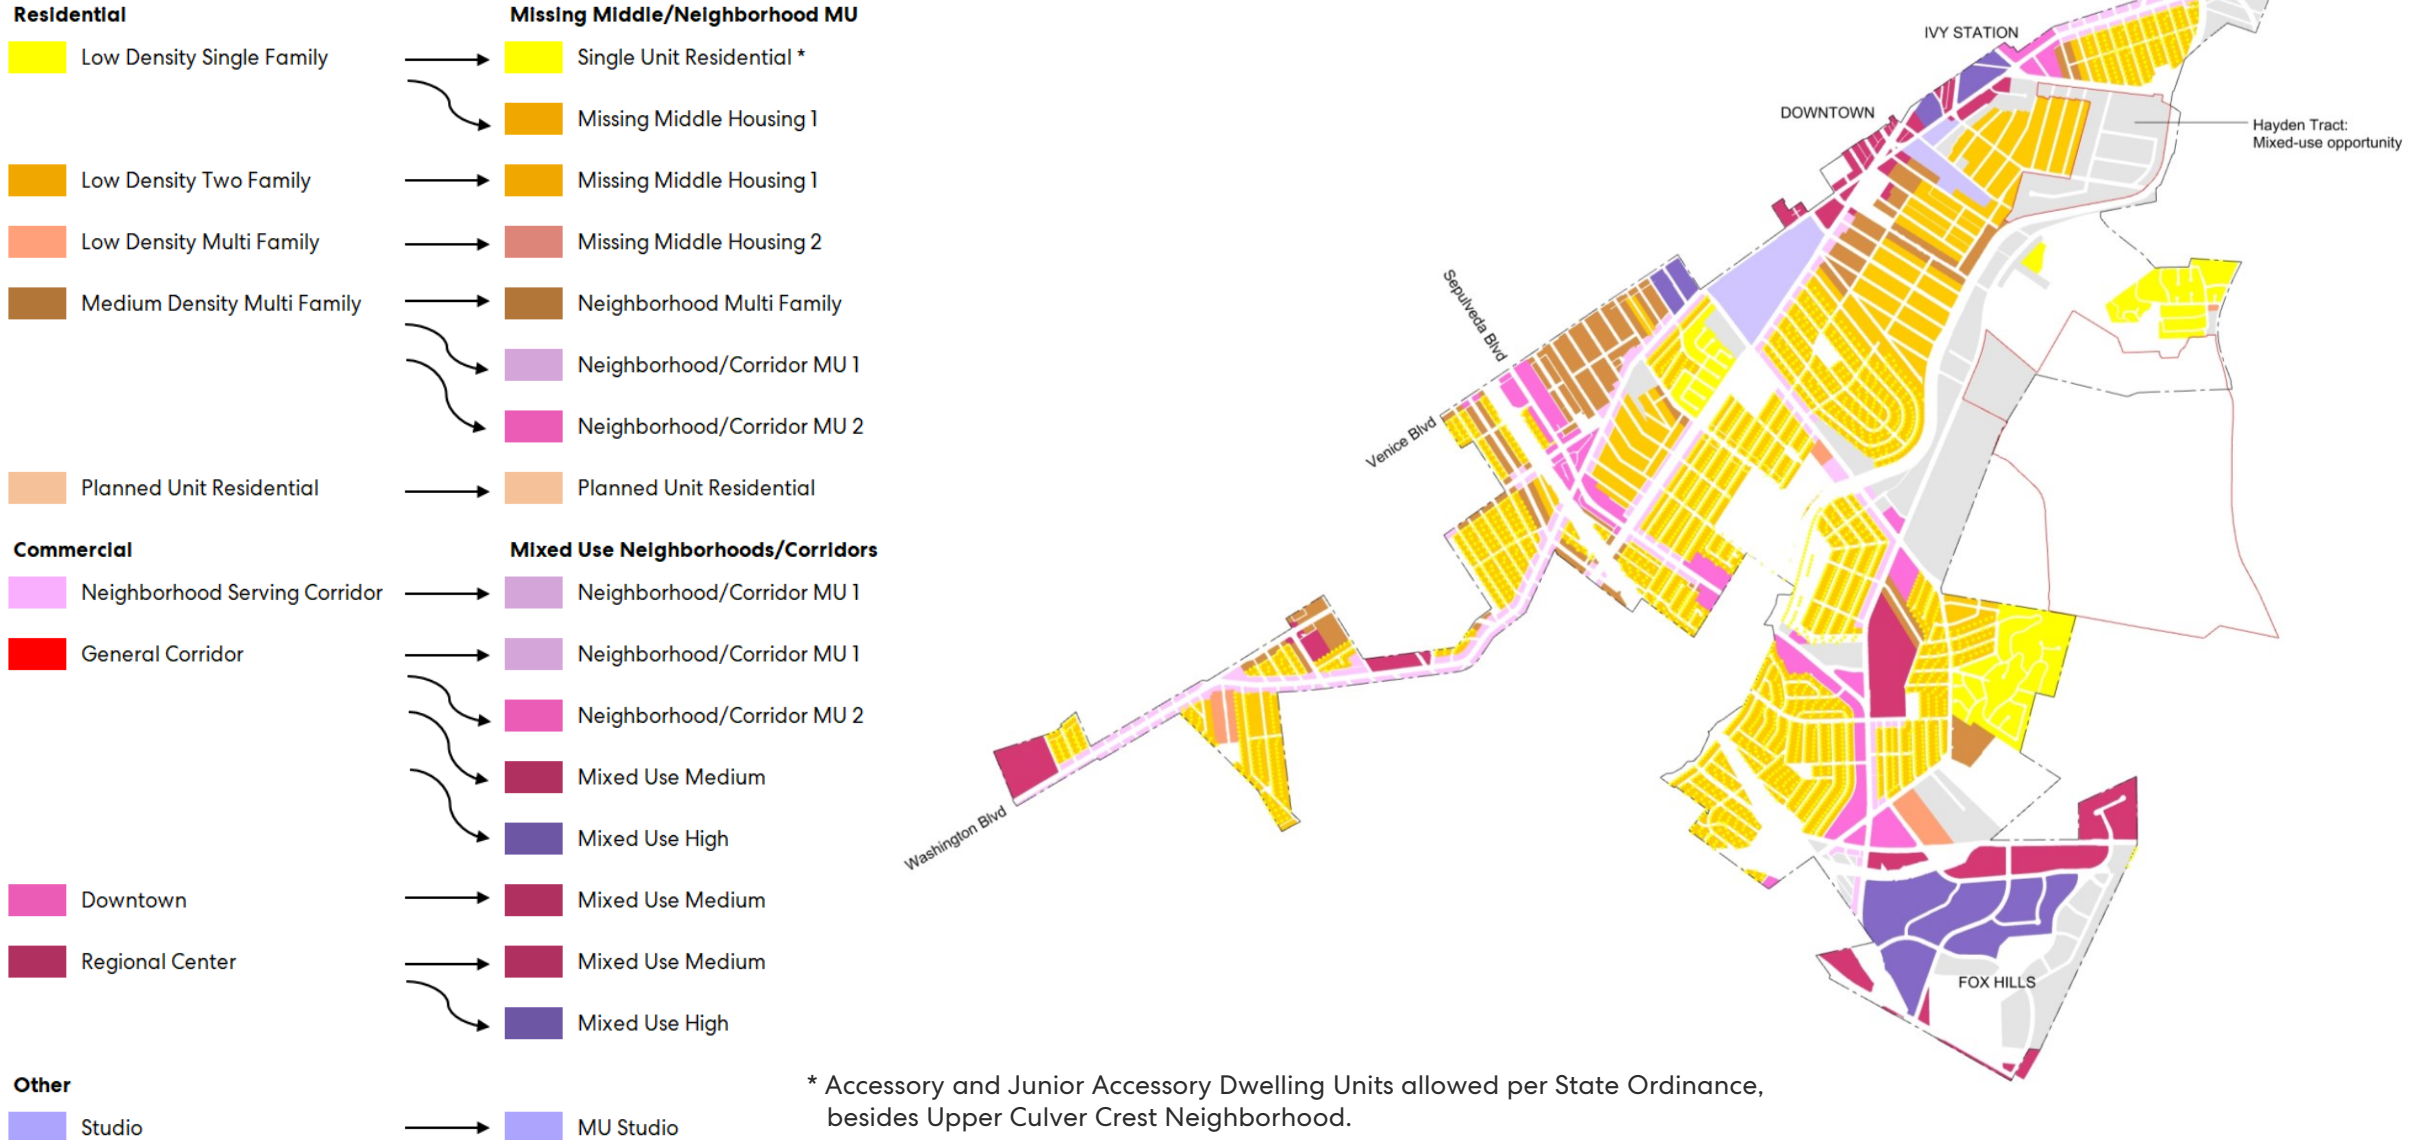 Residential
Missing Middle/Neighborhood MU
Low Density Single Family
Single Unit Residential *
Missing Middle Housing 1
Low Density Two Family
Missing Middle Housing 1
Low Density Multi Family
Missing Middle Housing 2
Medium Density Multi Family
Neighborhood Multi Family
Neighborhood/Corridor MU 1
Neighborhood/Corridor MU 2
Planned Unit Residential
Planned Unit Residential
Commercial
Mixed Use Neighborhoods/Corridors
Neighborhood Serving Corridor
Neighborhood/Corridor MU 1
General Corridor
Neighborhood/Corridor MU 1
Neighborhood/Corridor MU 2
Mixed Use Medium
Mixed Use High
Downtown
Mixed Use Medium
Regional Center
Mixed Use Medium
Mixed Use High
Other
Studio
MU Studio
IVY STATION
DOWNTOWN
Hayden Tract:
Mixed-use opportunity
Sepulveda Blvd
Venice Blvd
Washington Blvd
FOX HILLS
* Accessory and Junior Accessory Dwelling Units allowed per State Ordinance,
besides Upper Culver Crest Neighborhood.